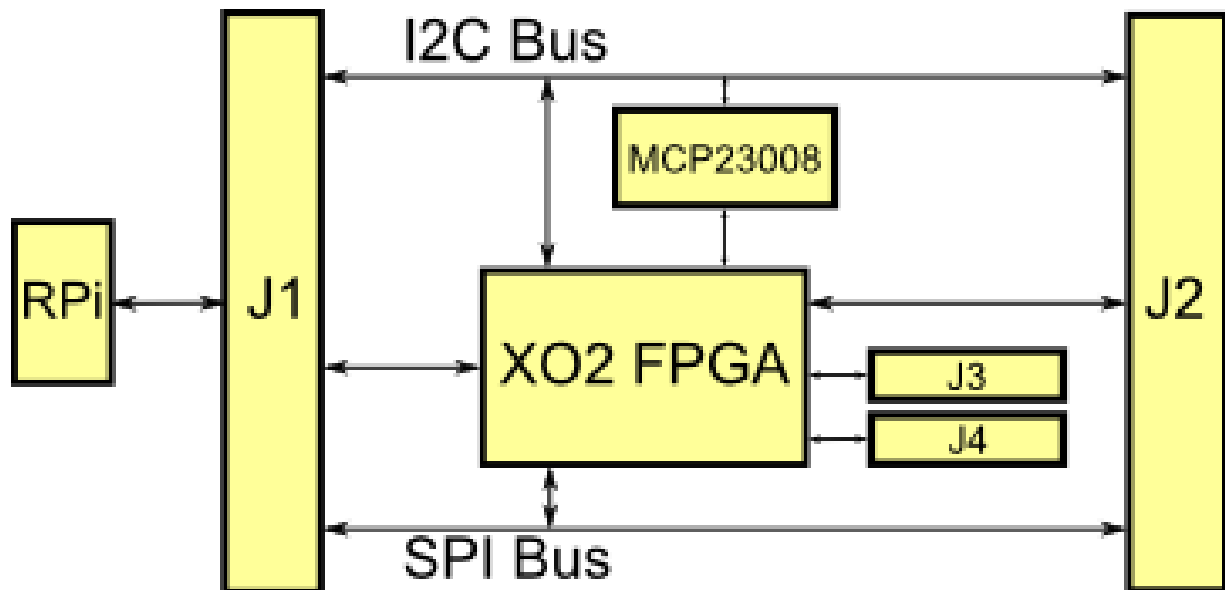 I2C Bus
MCP23008
RPi
J1
XO2 FPGA
J2
J3
J4
SPI Bus